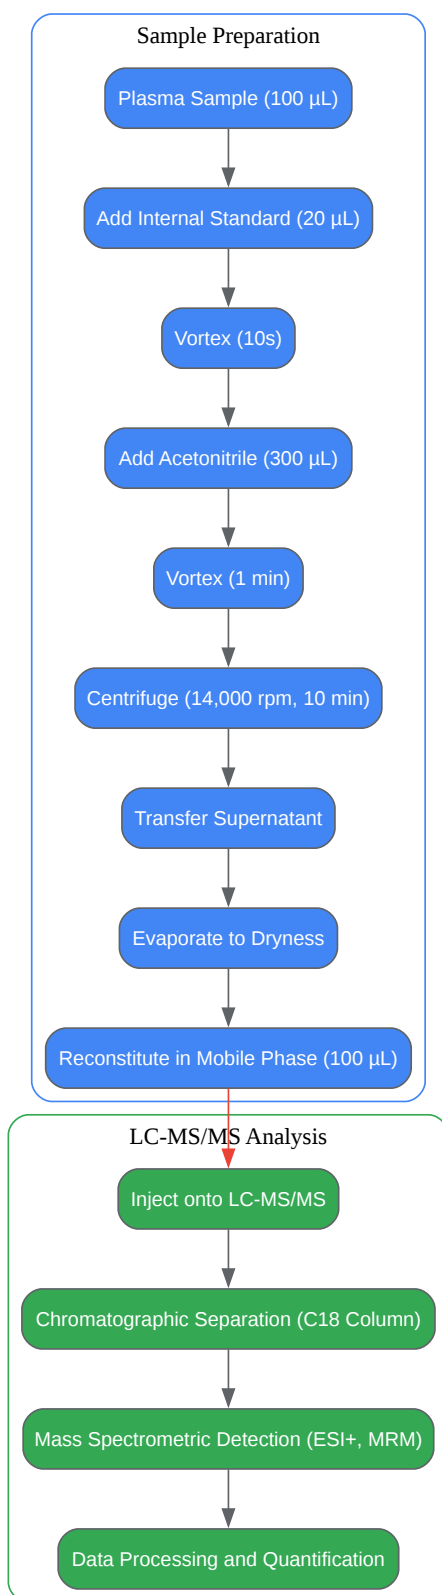 Sample Preparation
Plasma Sample (100 µL)
Add Internal Standard (20 µL)
Vortex (10s)
Add Acetonitrile (300 µL)
Vortex (1 min)
Centrifuge (14,000 rpm, 10 min)
Transfer Supernatant
Evaporate to Dryness
Reconstitute in Mobile Phase (100 µL)
LC-MS/MS Analysis
Inject onto LC-MS/MS
Chromatographic Separation (C18 Column)
Mass Spectrometric Detection (ESI+, MRM)
Data Processing and Quantification